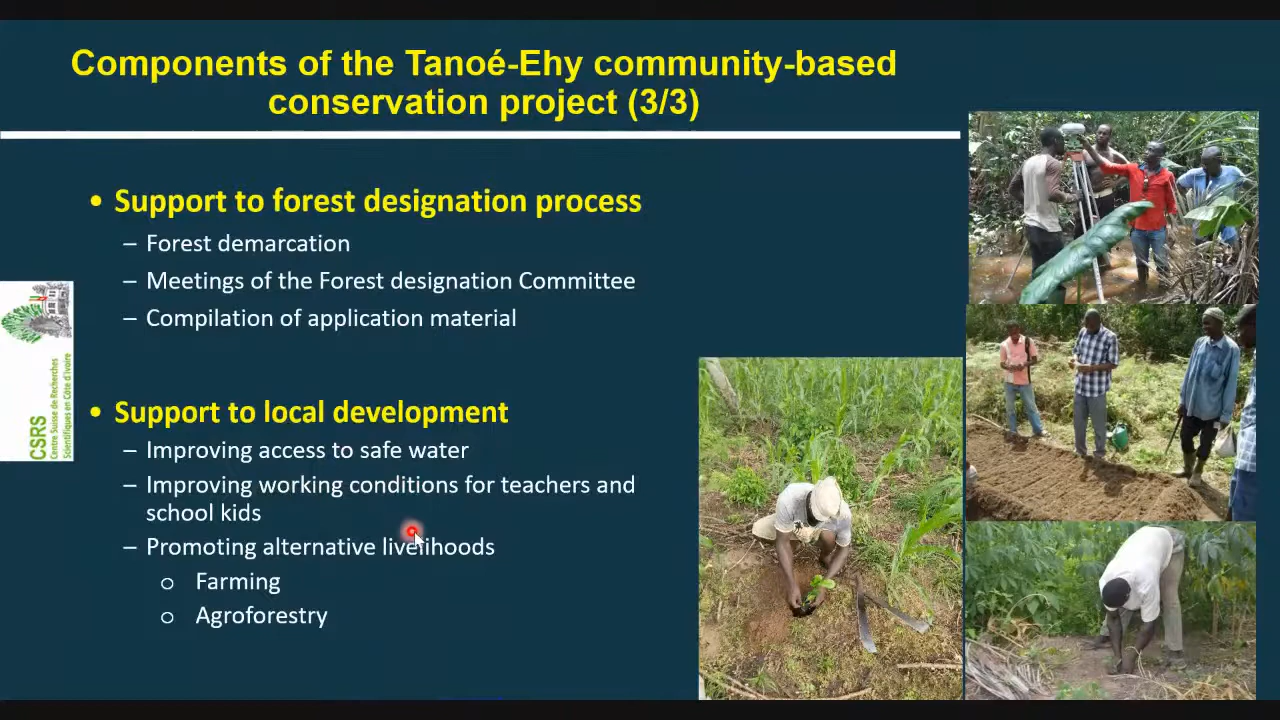 Components of the Tanoé-Ehy community-based
conservation project (3/3)
• Support to forest designation process
– Forest demarcation
– Meetings of the Forest designation Committee
– Compilation of application material
• Support to local development
– Improving access to safe water
– Improving working conditions for teachers and
school kids
– Promoting alternative livelihoods
o Farming
o Agroforestry
CSRS
Centre Suisse de Recherches
Scientifiques en Côte d'Ivoire